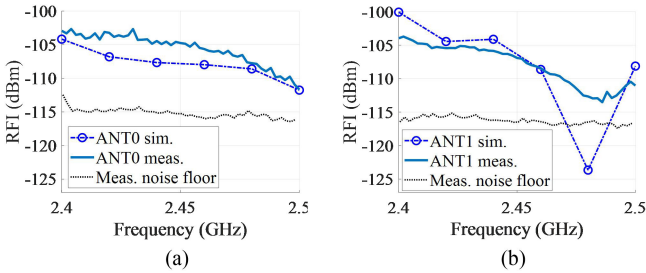 -100
-105
-110
-115
-120
-125
RFI (dBm)
ANT0 sim.
ANT0 meas.
Meas. noise floor
2.4
2.45
2.5
Frequency (GHz)
(a)
-100
-105
-110
-115
-120
-125
RFI (dBm)
ANT1 sim.
ANT1 meas.
Meas. noise floor
2.4
2.45
2.5
Frequency (GHz)
(b)